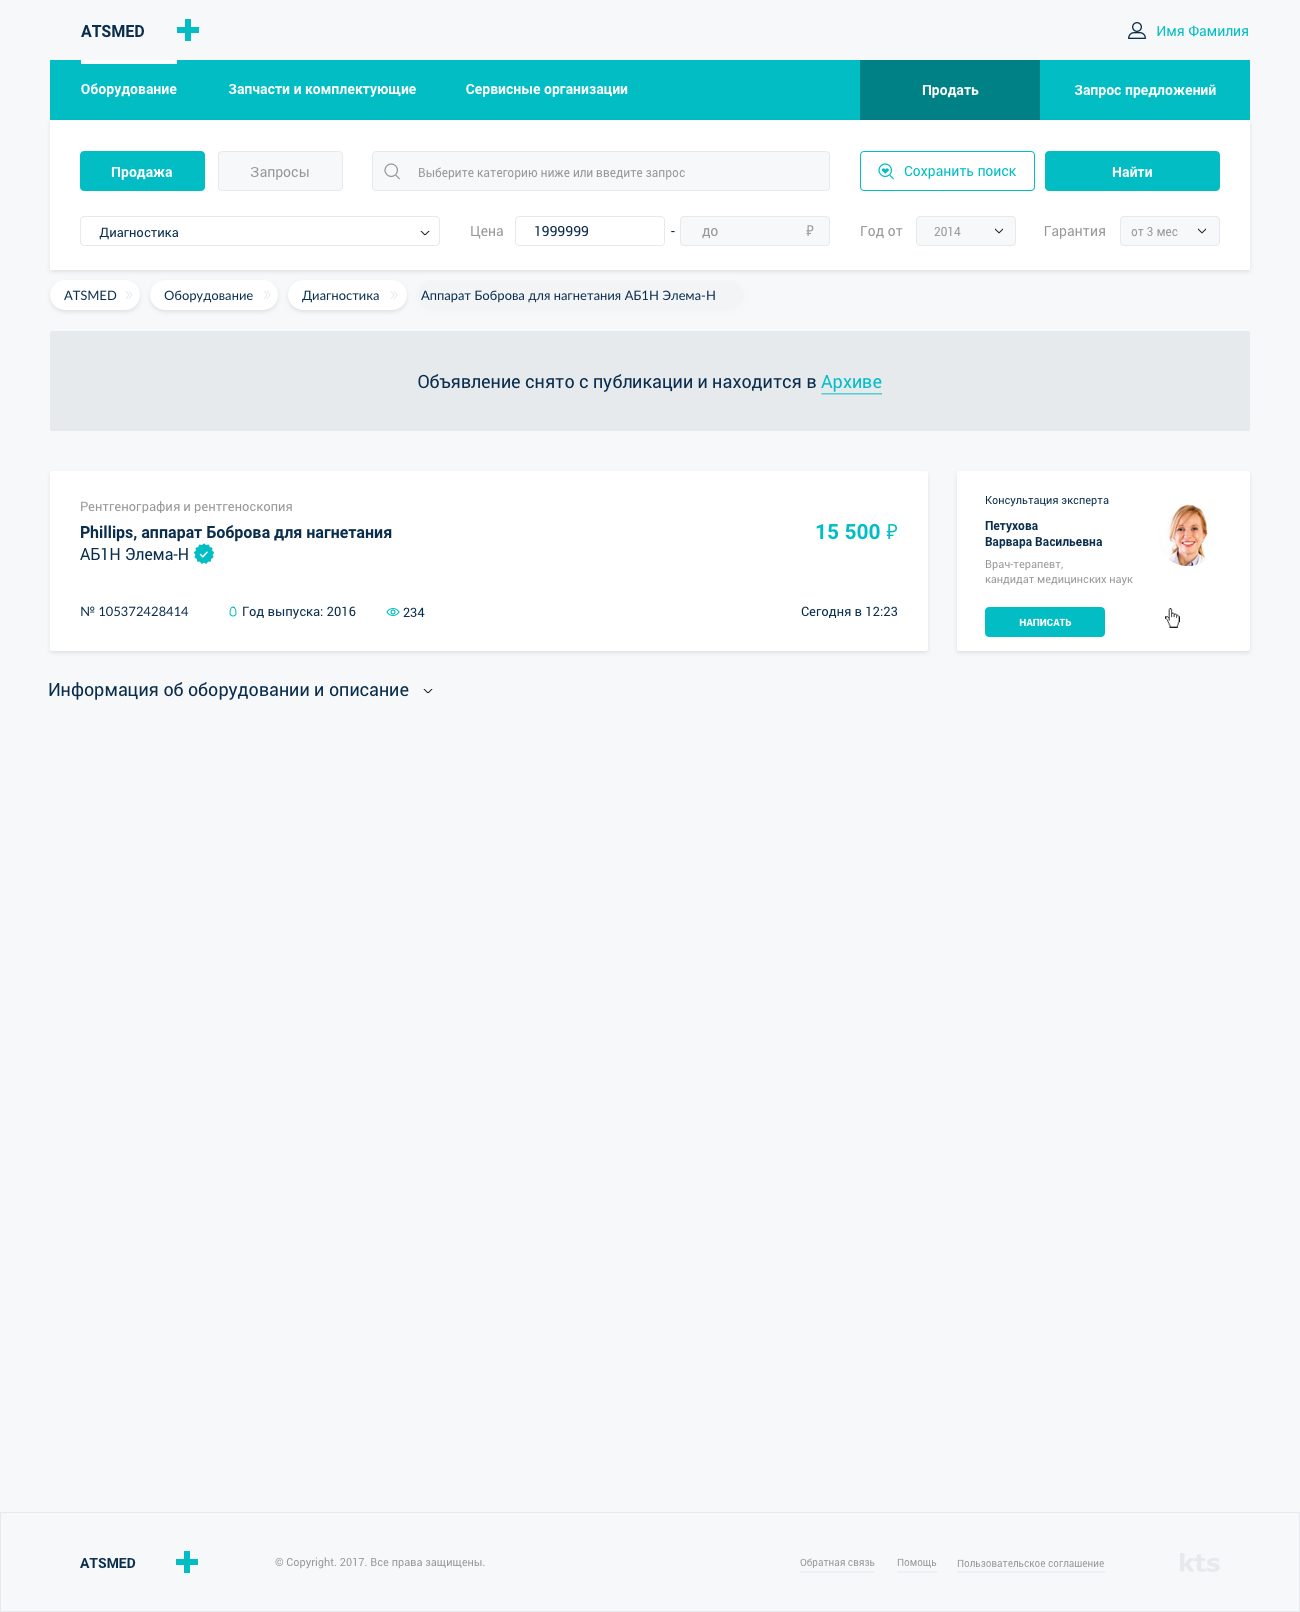 ATSMED
Имя Фамилия
Оборудование
Запчасти и комплектующие
Сервисные организации
Продать
Запрос предложений
Продажа
Запросы
Выберите категорию ниже или введите запрос
Сохранить поиск
Найти
Диагностика
Цена
1999999
-
до
₽
Год от
2014
Гарантия
от 3 мес
ATSMED »
Оборудование »
Диагностика »
Аппарат Боброва для нагнетания АБ1Н Элема-Н
Объявление снято с публикации и находится в Архиве
Рентгенография и рентгеноскопия
Phillips, аппарат Боброва для нагнетания
АБ1Н Элема-Н
15 500 ₽
№ 105372428414
Год выпуска: 2016
234
Сегодня в 12:23
Консультация эксперта
Петухова
Варвара Васильевна
Врач-терапевт,
кандидат медицинских наук
НАПИСАТЬ
Информация об оборудовании и описание
ATSMED
© Copyright. 2017. Все права защищены.
Обратная связь
Помощь
Пользовательское соглашение
kts